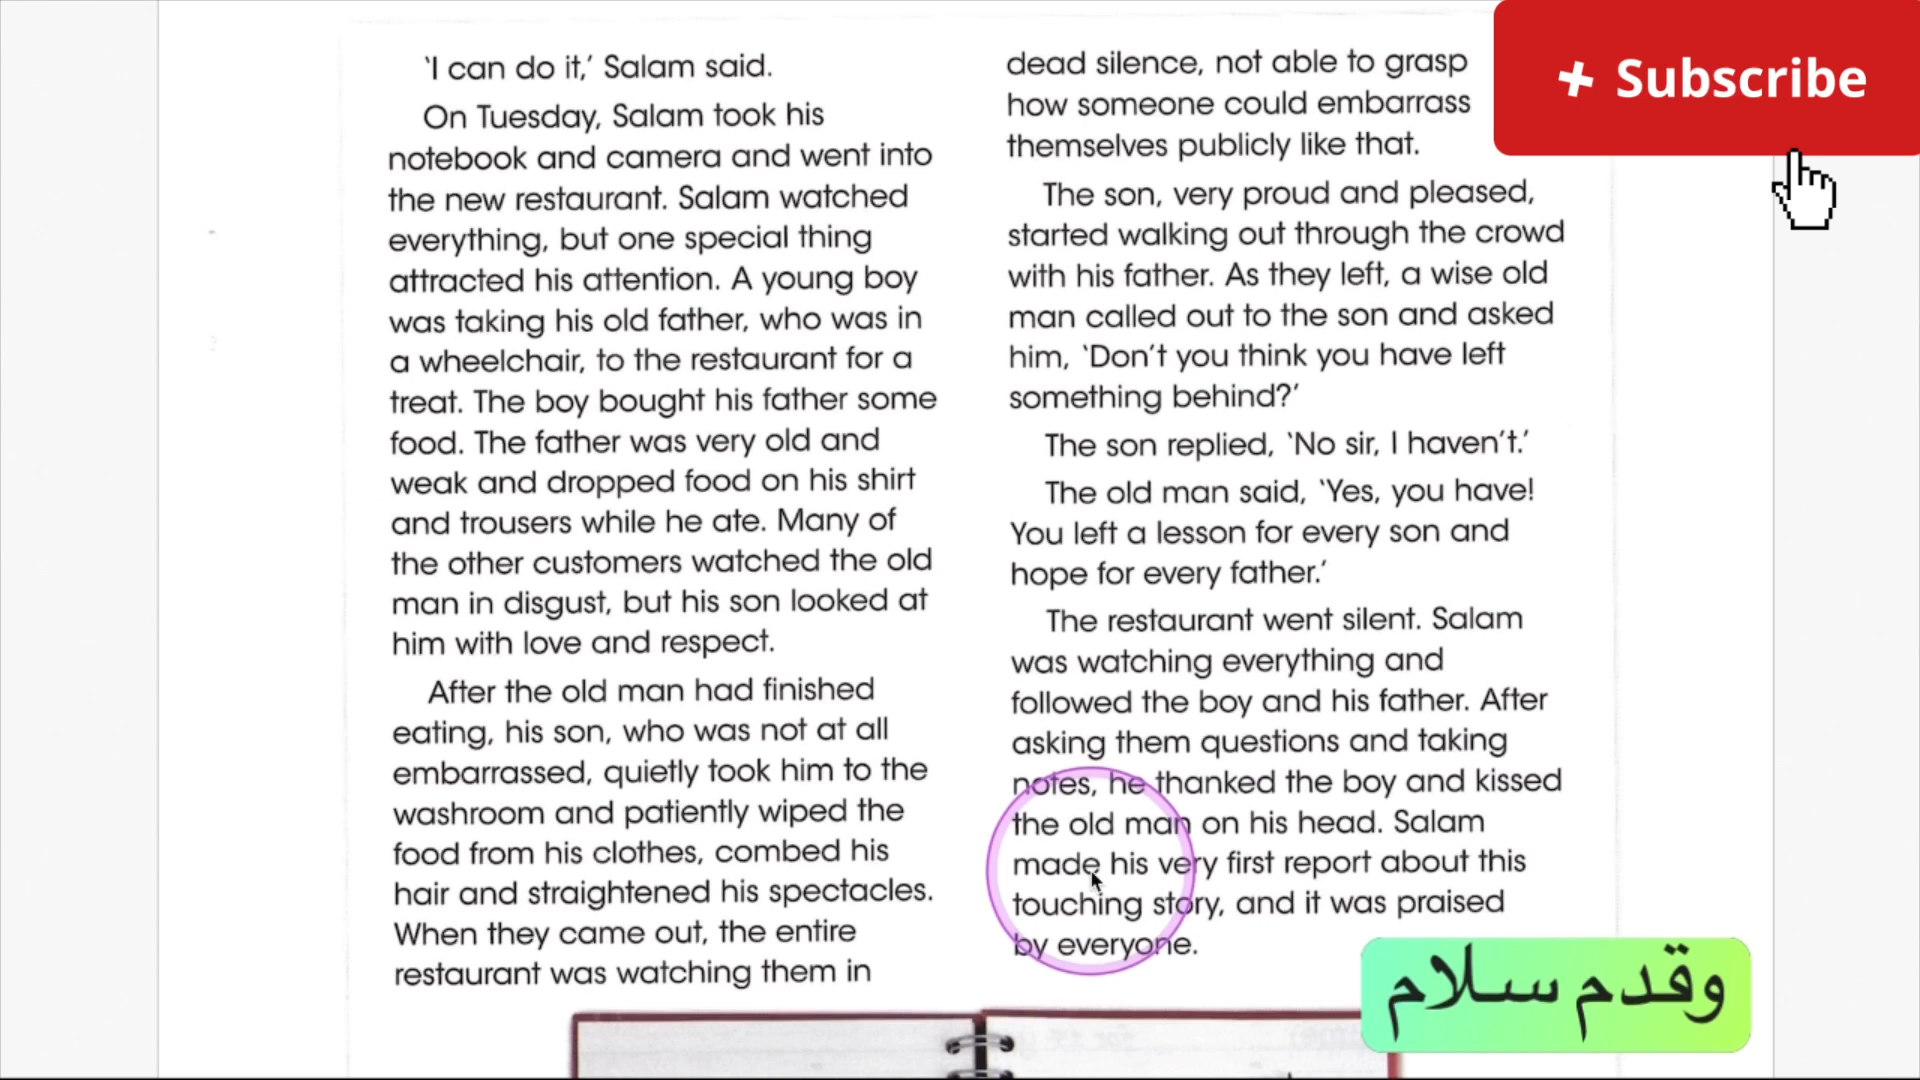 'I can do it,' Salam said.
On Tuesday, Salam took his
notebook and camera and went into
the new restaurant. Salam watched
everything, but one special thing
attracted his attention. A young boy
was taking his old father, who was in
a wheelchair, to the restaurant for a
treat. The boy bought his father some
food. The father was very old and
weak and dropped food on his shirt
and trousers while he ate. Many of
the other customers watched the old
man in disgust, but his son looked at
him with love and respect.
After the old man had finished
eating, his son, who was not at all
embarrassed, quietly took him to the
washroom and patiently wiped the
food from his clothes, combed his
hair and straightened his spectacles.
When they came out, the entire
restaurant was watching them in
dead silence, not able to grasp
how someone could embarrass
themselves publicly like that.
The son, very proud and pleased,
started walking out through the crowd
with his father. As they left, a wise old
man called out to the son and asked
him, 'Don't you think you have left
something behind?'
The son replied, 'No sir, I haven't.'
The old man said, 'Yes, you have!
You left a lesson for every son and
hope for every father.'
The restaurant went silent. Salam
was watching everything and
followed the boy and his father. After
asking them questions and taking
notes, he thanked the boy and kissed
the old man on his head. Salam
made his very first report about this
touching story, and it was praised
by everyone.
+ Subscribe
وقدم سلام